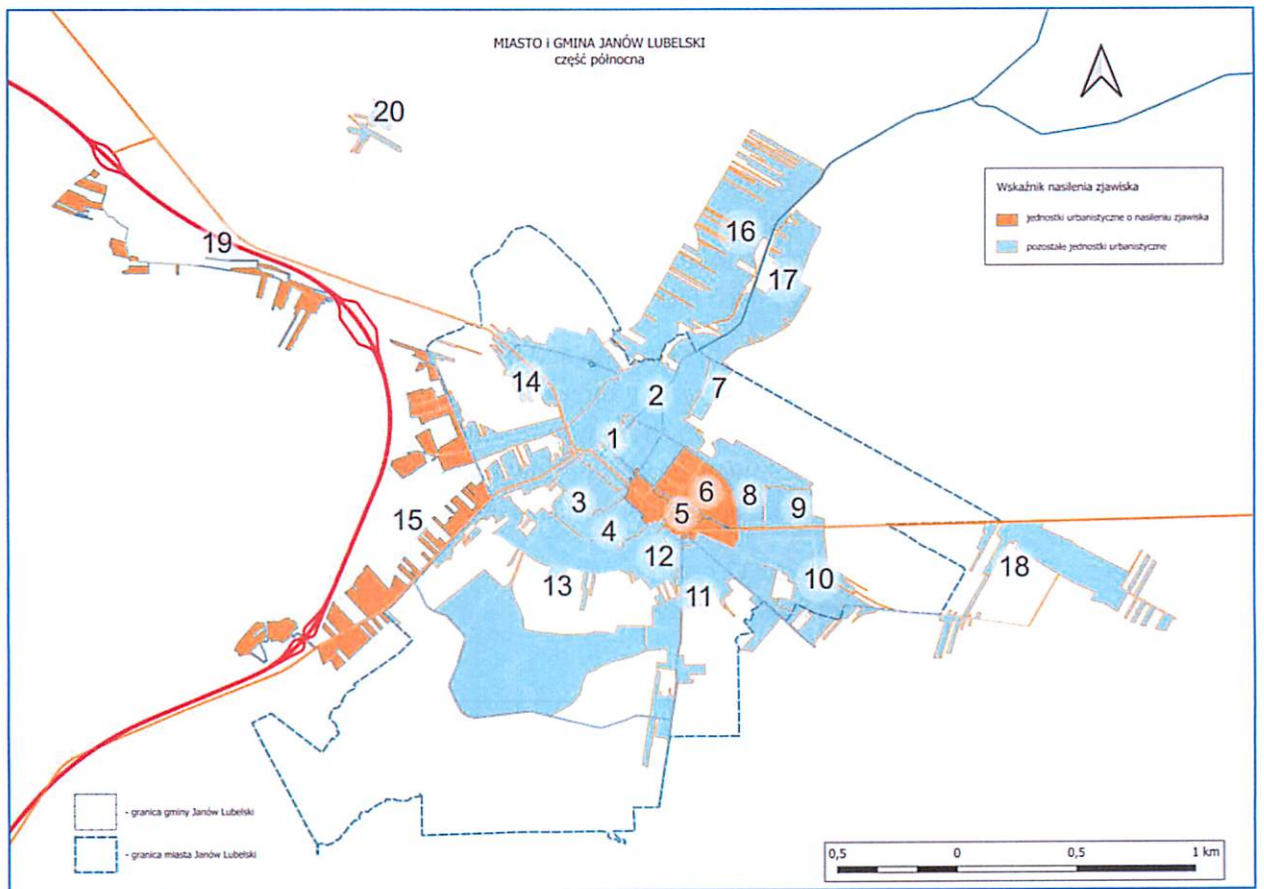 MIASTO i GMINA JANÓW LUBELSKI
część północna
20
Wskaźnik nasilenia zjawiska
jednostki urbanistyczne o nasileniu zjawiska
pozostałe jednostki urbanistyczne
16
19
17
14
2
7
1
3
6
8
9
15
5
4
12
18
10
13
11
- granica gminy Janów Lubelski
- granica miasta Janów Lubelski
0,5 0 0,5 1 km